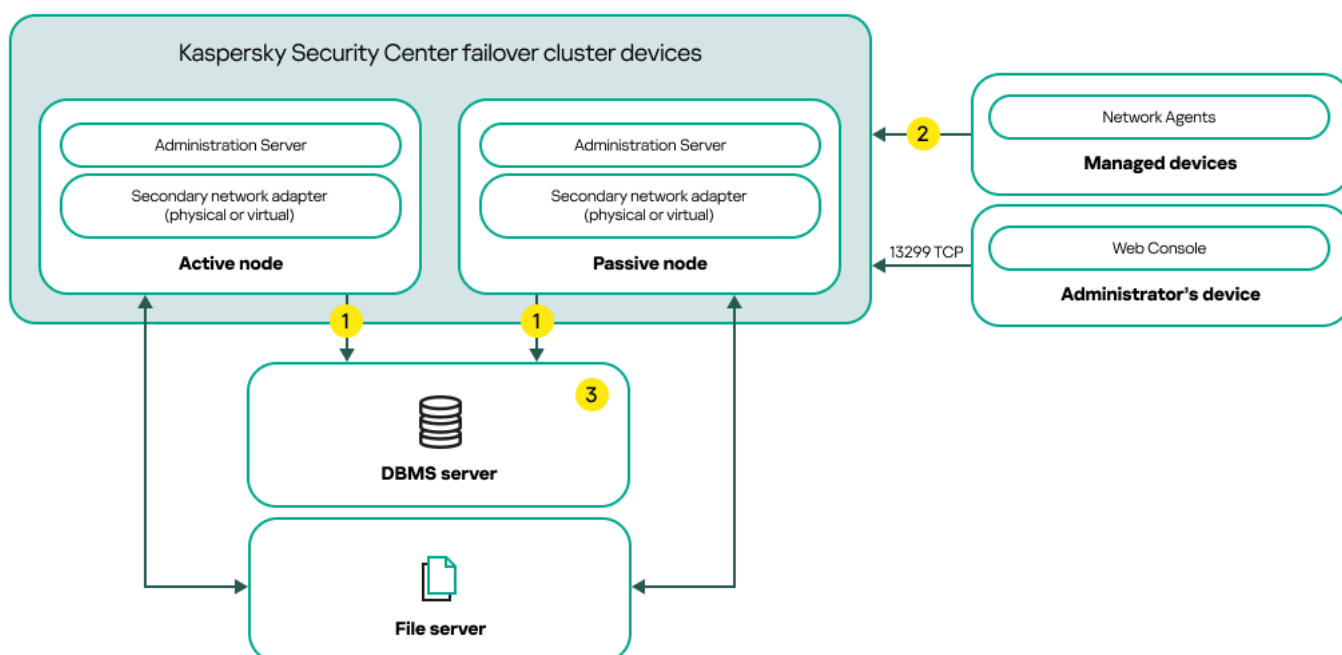 Kaspersky Security Center failover cluster devices
Administration Server
Secondary network adapter
(physical or virtual)
Active node
Administration Server
Secondary network adapter
(physical or virtual)
Passive node
2
Network Agents
Managed devices
13299 TCP
Web Console
Administrator's device
1
1
3
DBMS server
File server